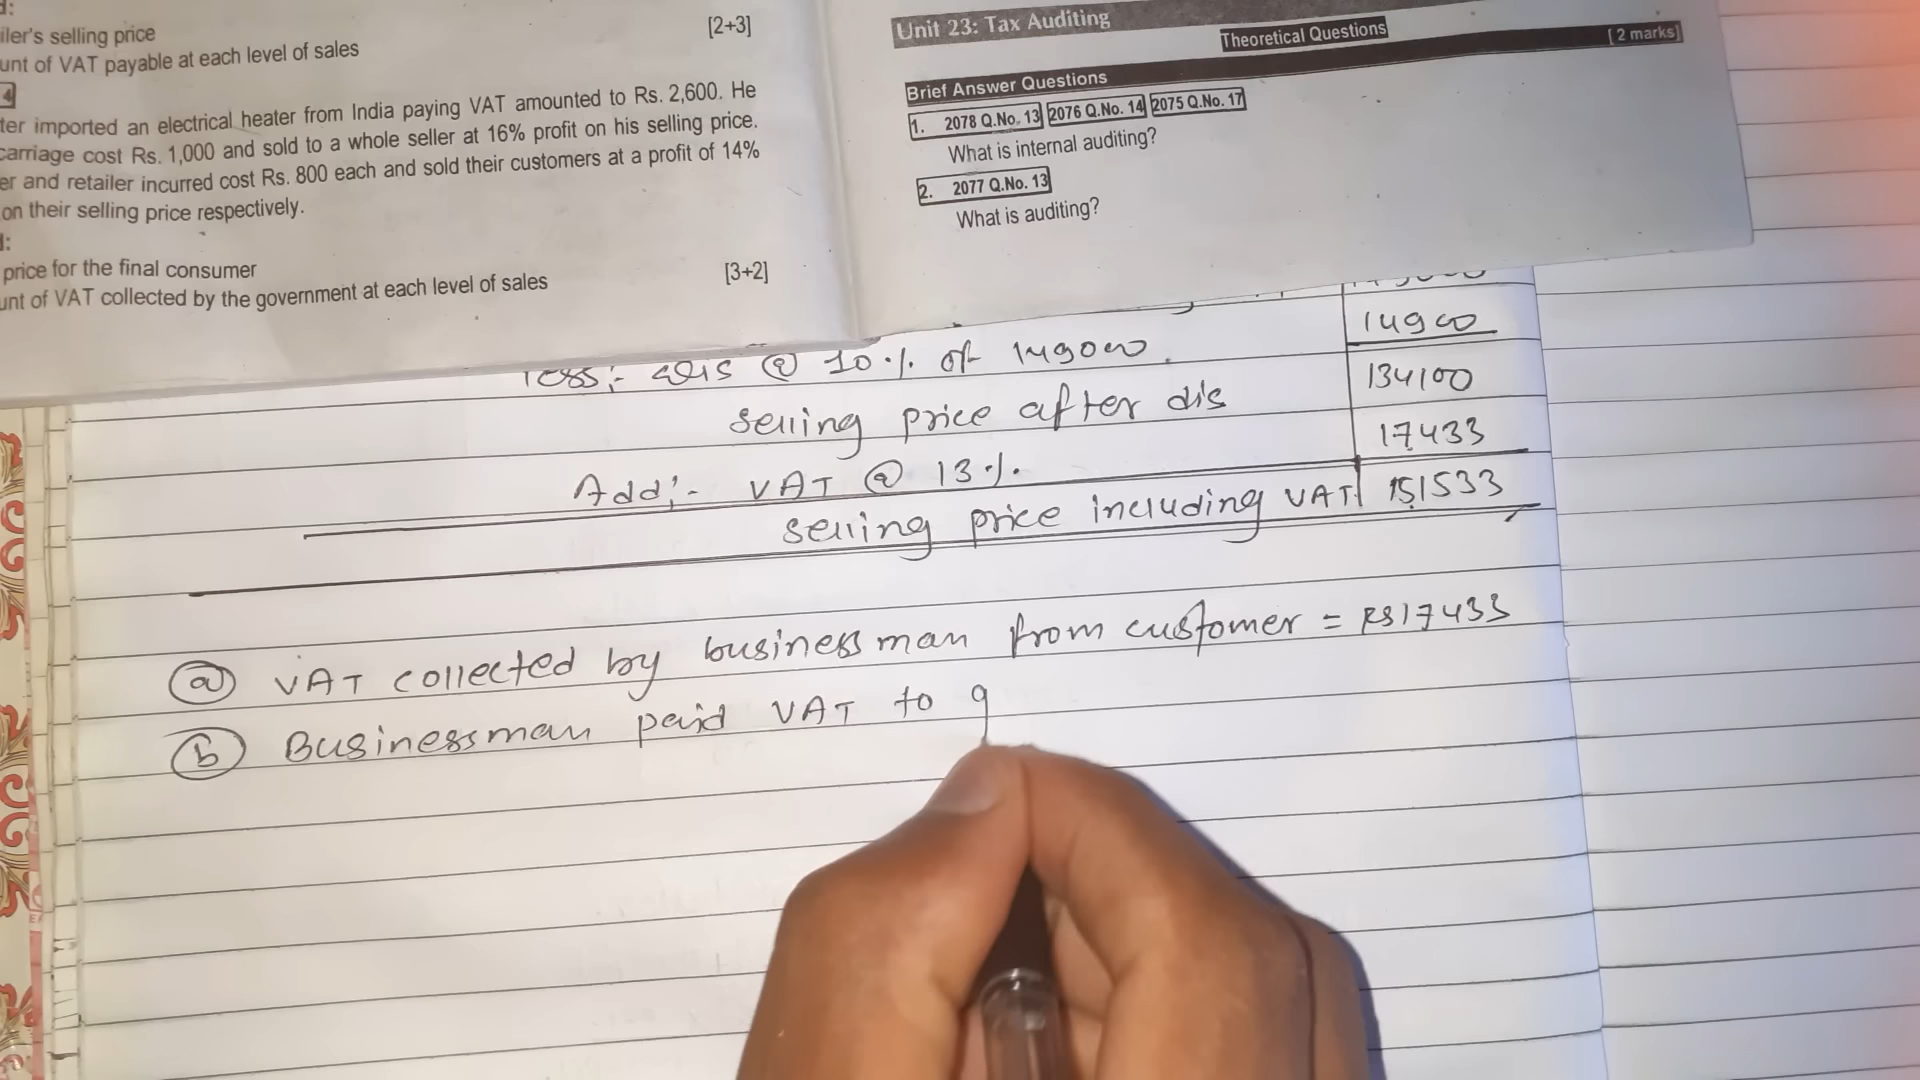 iler's selling price
unt of VAT payable at each level of sales [2+3]
4
ter imported an electrical heater from India paying VAT amounted to Rs. 2,600. He
carriage cost Rs. 1,000 and sold to a whole seller at 16% profit on his selling price.
er and retailer incurred cost Rs. 800 each and sold their customers at a profit of 14%
on their selling price respectively.
d:
price for the final consumer
unt of VAT collected by the government at each level of sales [3+2]
Unit 23: Tax Auditing
Theoretical Questions
Brief Answer Questions [2 marks]
1. 2078 Q.No. 13 2076 Q.No. 14 2075 Q.No. 17
What is internal auditing?
2. 2077 Q.No. 13
What is auditing?
less:- dis @ 10% of 149000. 14900
selling price after dis 134100
Add:- VAT @ 13% 17433
selling price including VAT 151533
(a) VAT collected by businessman from customer = RS17433
(b) Businessman paid VAT to g